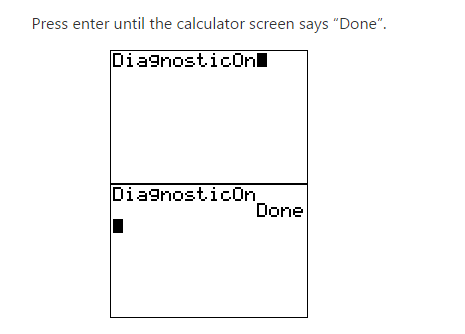 Press enter until the calculator screen says “Done”.
DiagnosticOn
DiagnosticOn
Done